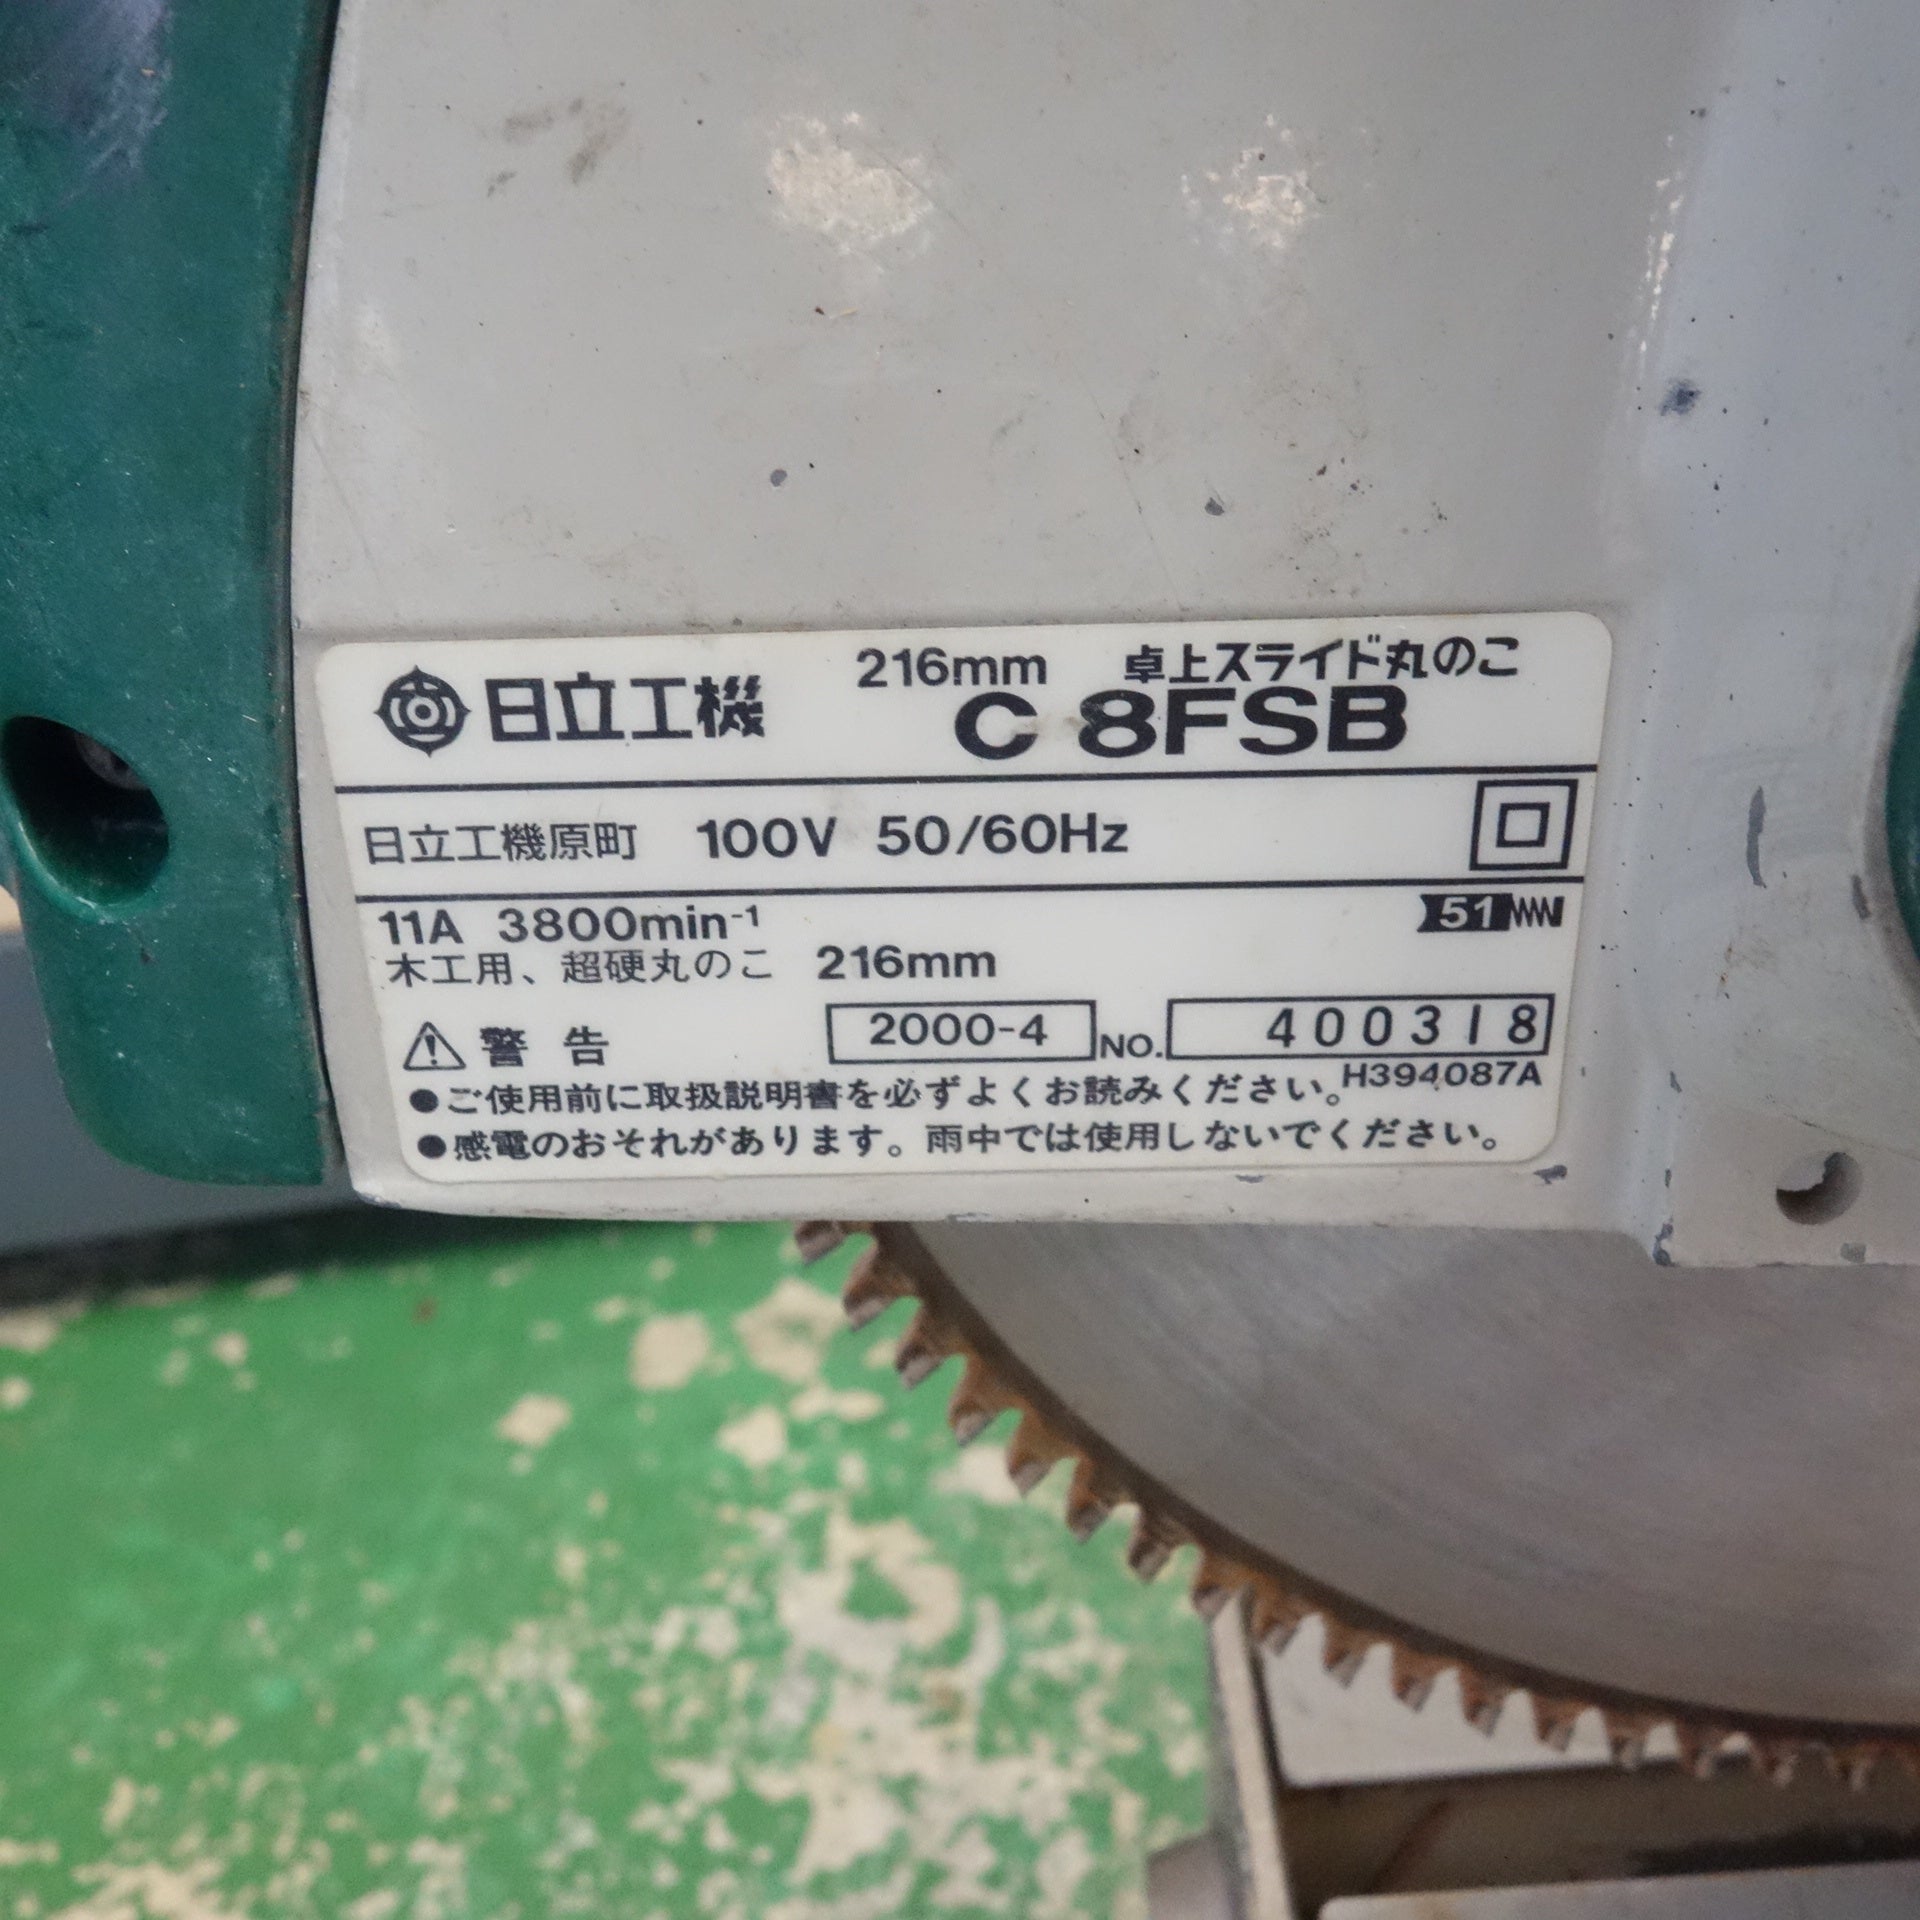 日立工機 216mm 卓上スライド丸のこ
C 8FSB
日立工機原町 100V 50/60Hz
11A 3800min⁻¹ 51
木工用、超硬丸のこ 216mm
警告 2000-4 NO. 400318
H394087A
●ご使用前に取扱説明書を必ずよくお読みください。
●感電のおそれがあります。雨中では使用しないでください。